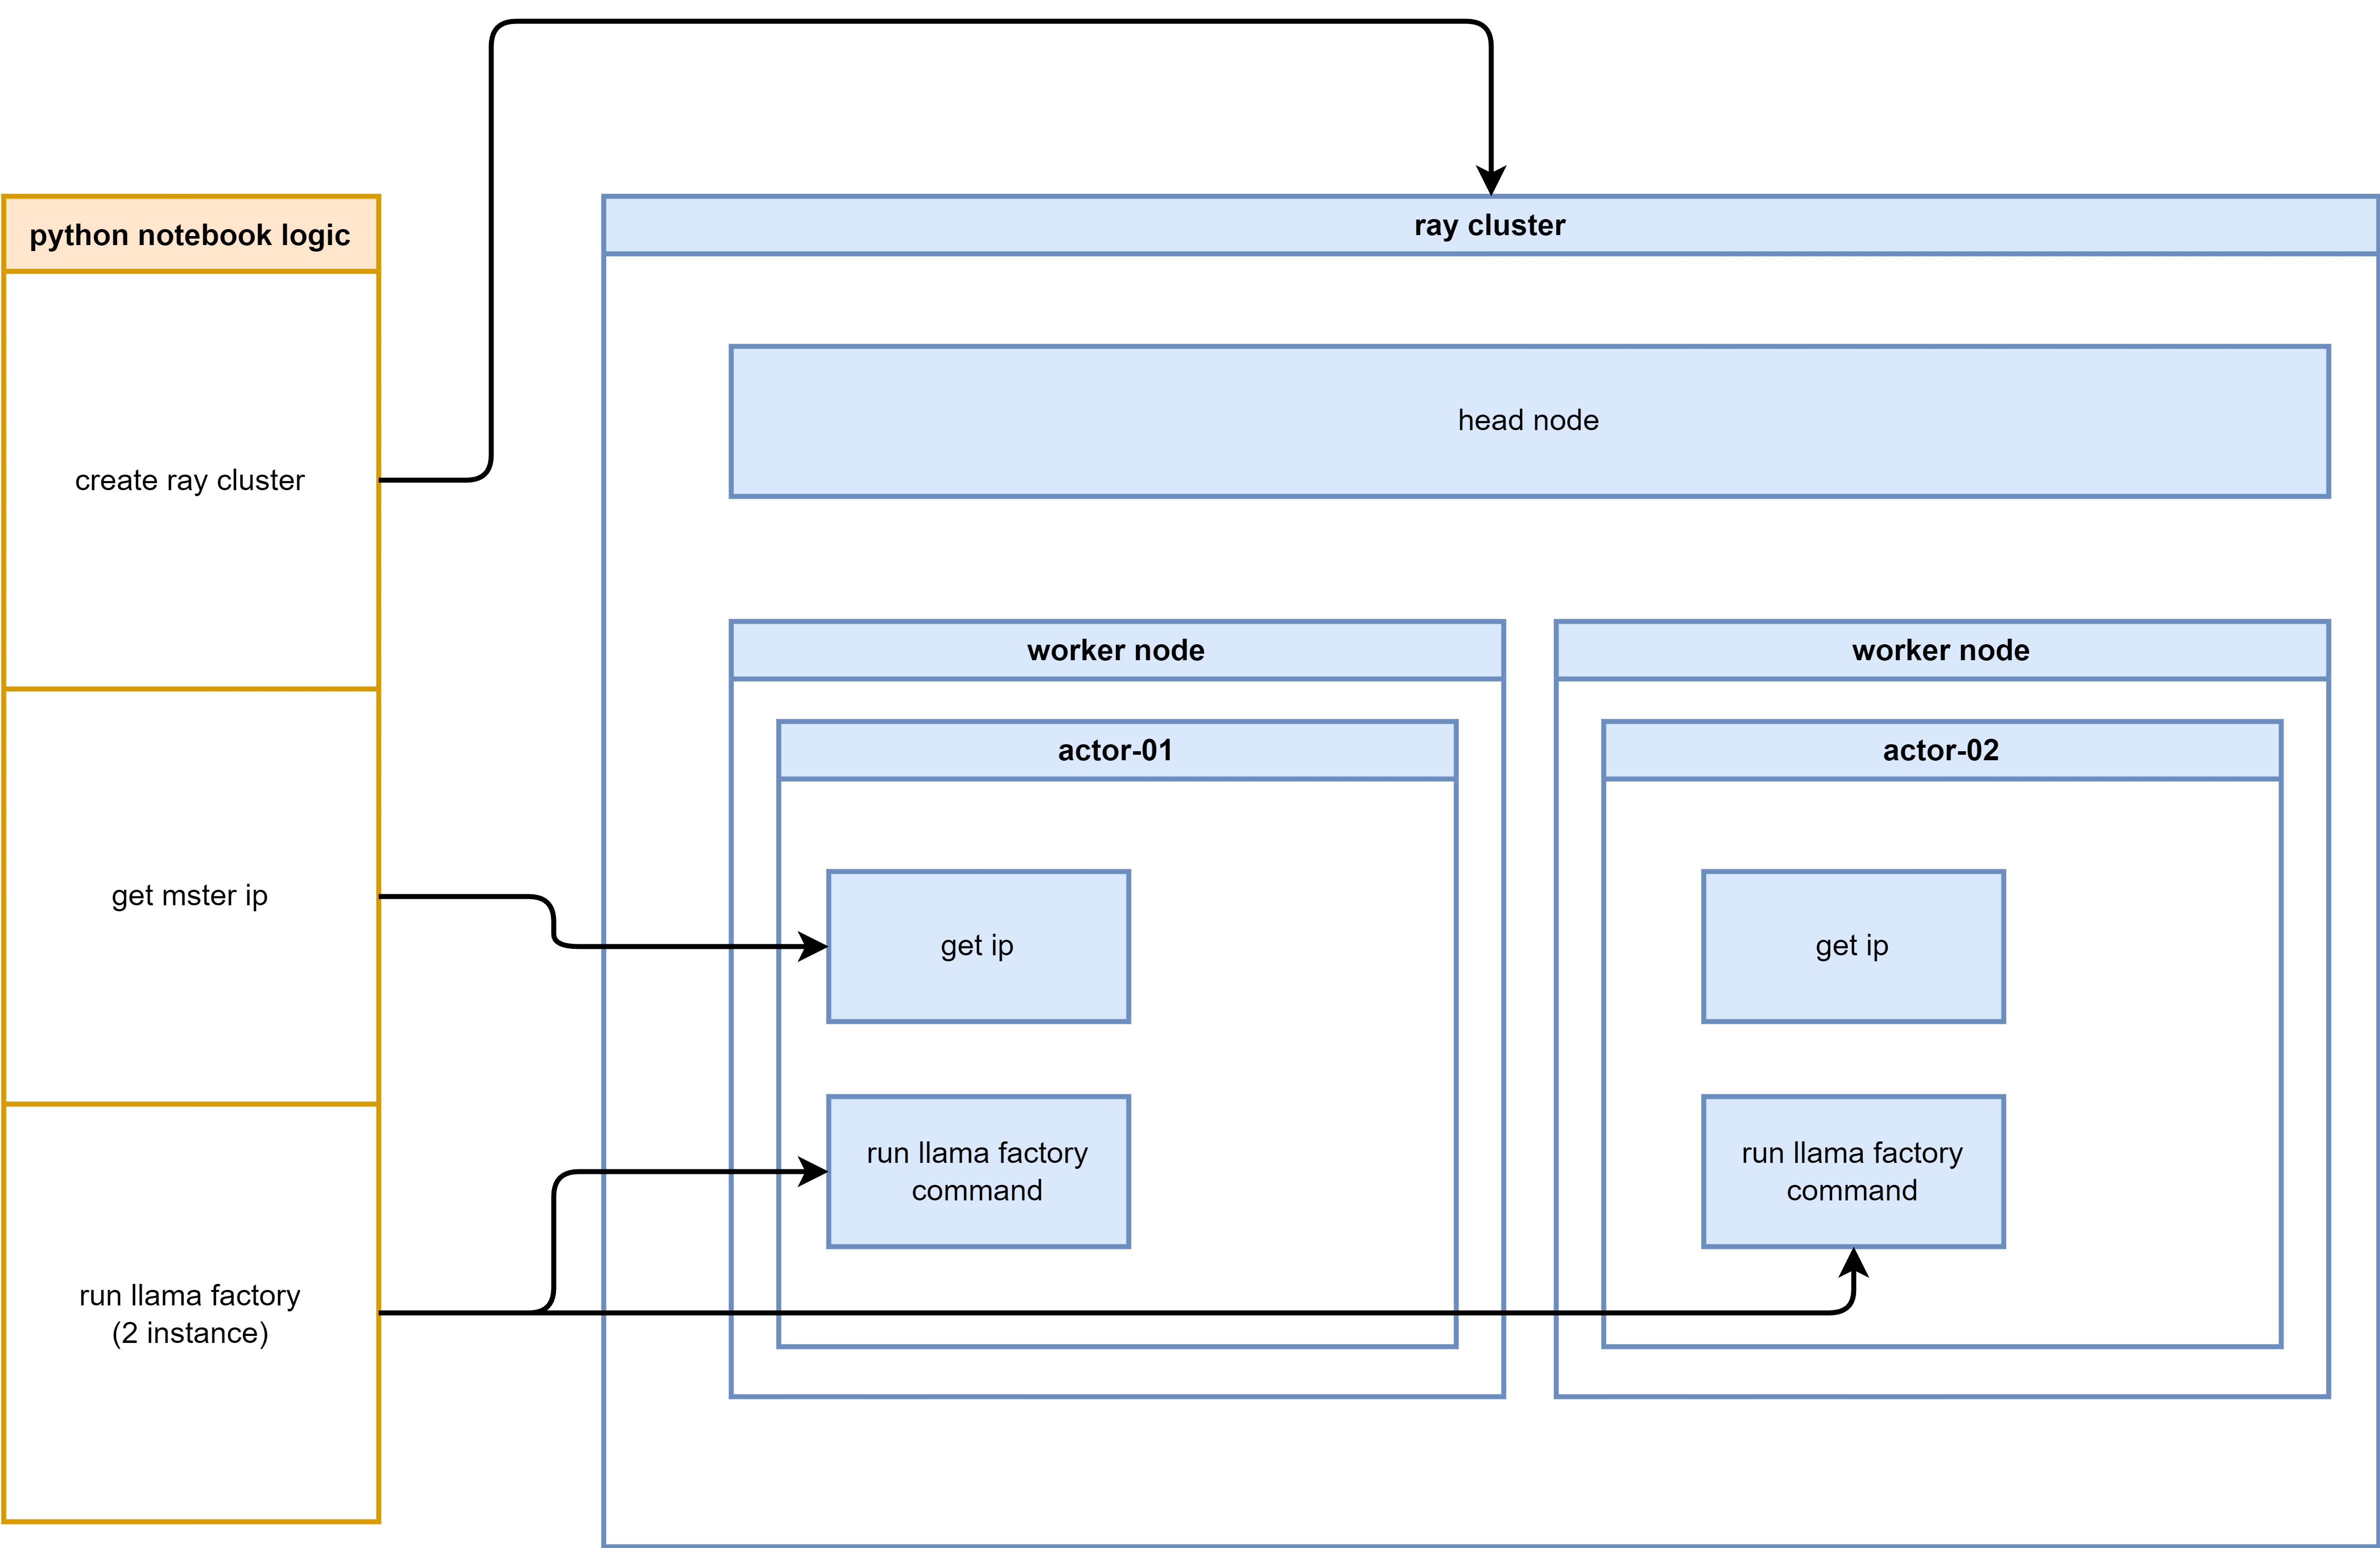 python notebook logic
create ray cluster
get mster ip
run llama factory
(2 instance)
ray cluster
head node
worker node
actor-01
get ip
run llama factory
command
worker node
actor-02
get ip
run llama factory
command